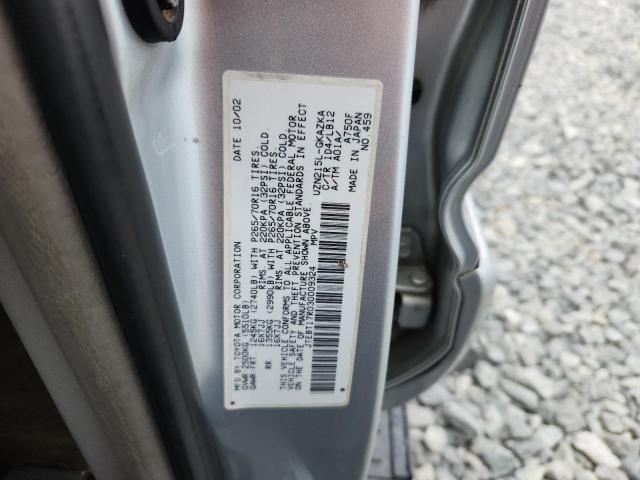 MFD. BY TOYOTA MOTOR CORPORATION DATE 10/02
GVWR 2500KG (5510LB)
GAWR FRT 1245KG (2740LB) WITH P265/70R16 TIRES
16X7JJ RIMS AT 220KPA (32PSI) COLD.
RR 1355KG (2990LB) WITH P265/70R16 TIRES
16X7JJ RIMS AT 220KPA (32PSI) COLD
THIS VEHICLE CONFORMS TO ALL APPLICABLE FEDERAL MOTOR
VEHICLE SAFETY AND THEFT PREVENTION STANDARDS IN EFFECT
ON THE DATE OF MANUFACTURE SHOWN ABOVE.
JTEBT17R030009324 MPV
UZN215L-GKAZKA
C/TR 1D4/LB12
A/TM A01A/ A750F
MADE IN JAPAN
NO.459